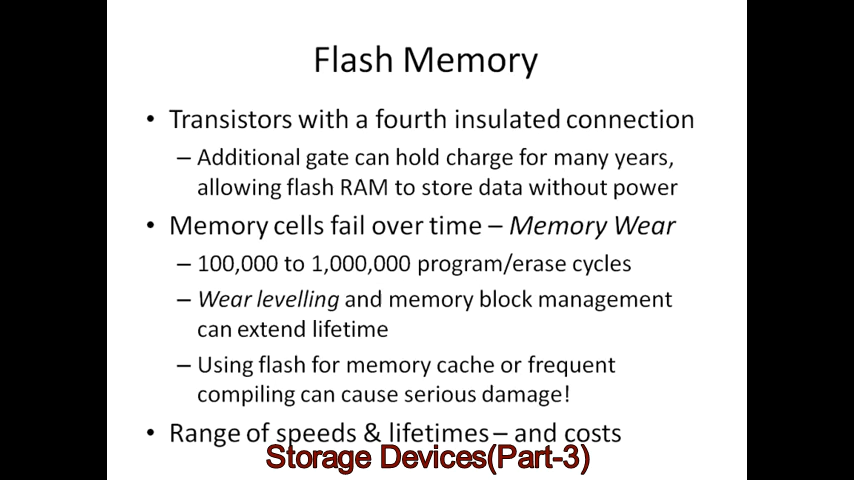 Flash Memory
• Transistors with a fourth insulated connection
– Additional gate can hold charge for many years,
allowing flash RAM to store data without power
• Memory cells fail over time – Memory Wear
– 100,000 to 1,000,000 program/erase cycles
– Wear levelling and memory block management
can extend lifetime
– Using flash for memory cache or frequent
compiling can cause serious damage!
• Range of speeds & lifetimes – and costs
Storage Devices(Part-3)